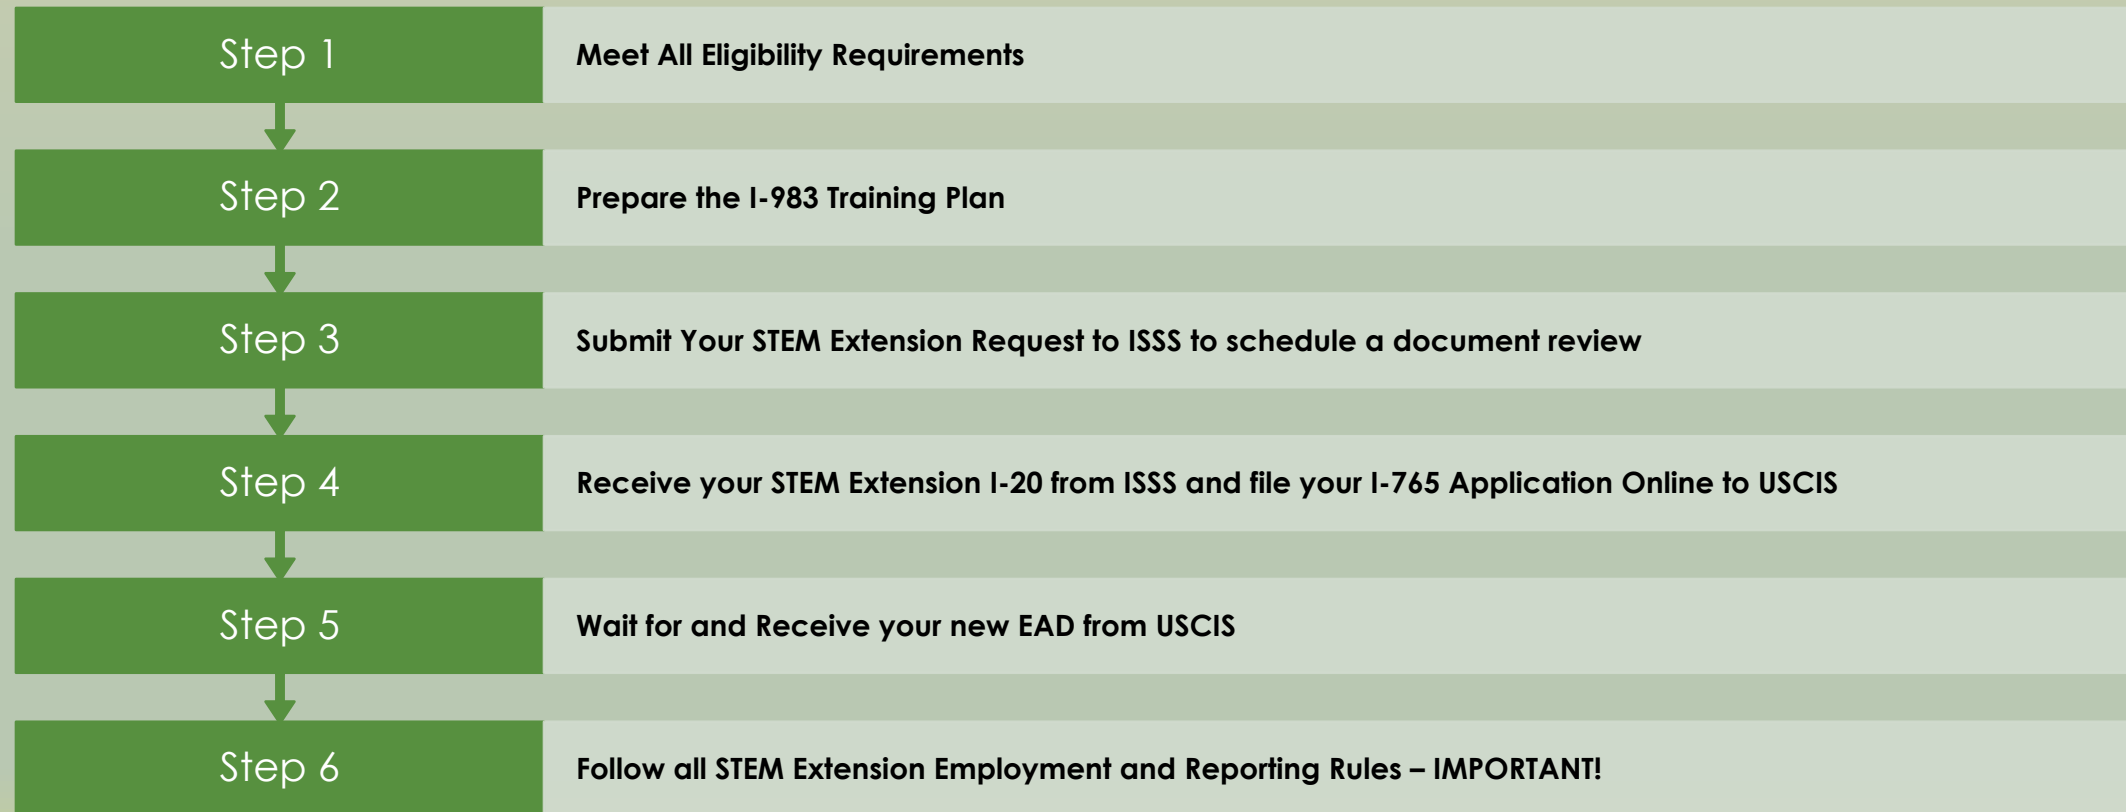 Step 1
Meet All Eligibility Requirements
Step 2
Prepare the I-983 Training Plan
Step 3
Submit Your STEM Extension Request to ISSS to schedule a document review
Step 4
Receive your STEM Extension I-20 from ISSS and file your I-765 Application Online to USCIS
Step 5
Wait for and Receive your new EAD from USCIS
Step 6
Follow all STEM Extension Employment and Reporting Rules – IMPORTANT!